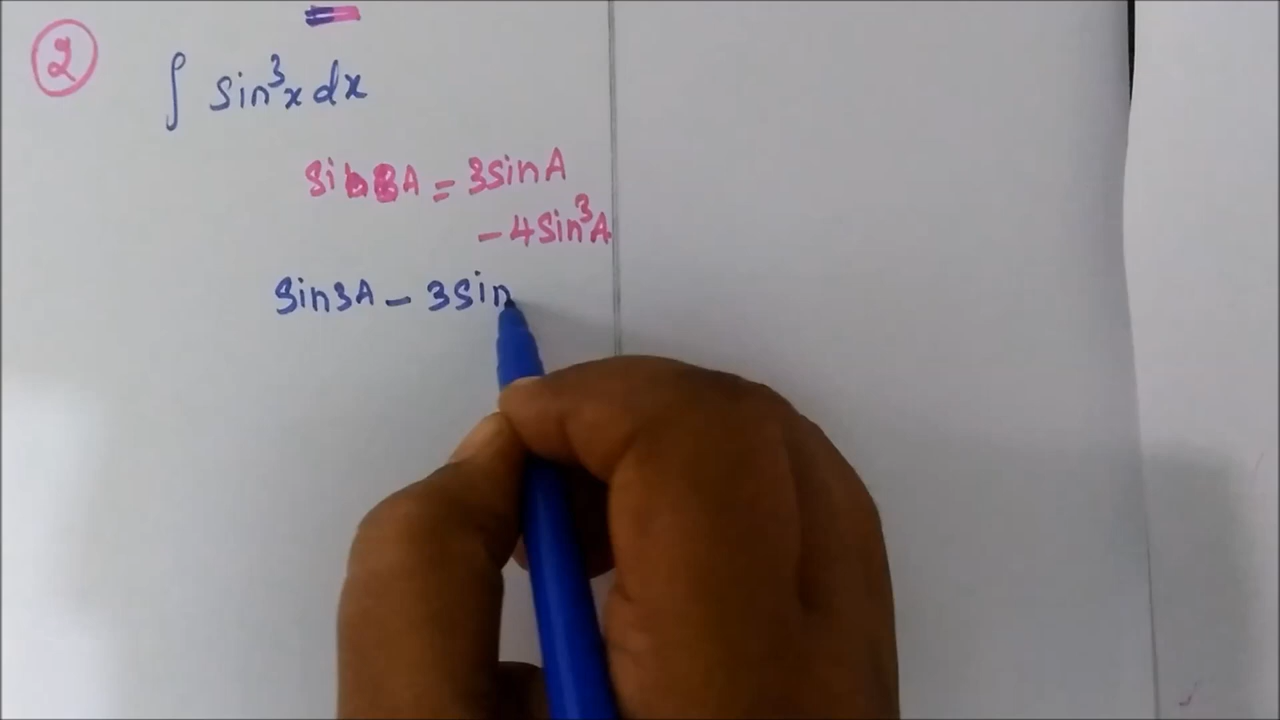 2
∫ sin³x dx
sin3A = 3sinA
- 4sin³A
sin3A - 3sin